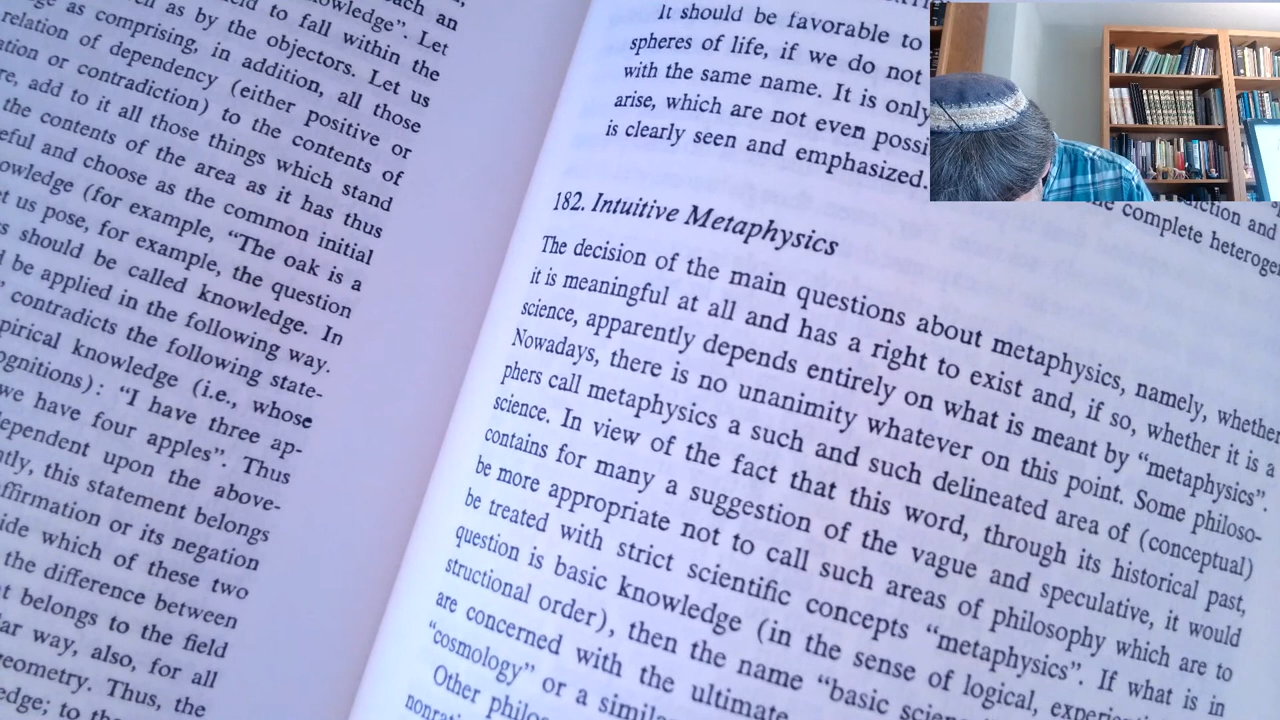 ach an
owledge”. Let
to fall within the
as by the objectors. Let us
as comprising, in addition, all those
relation of dependency (either positive or
ation or contradiction) to the contents of
re, add to it all those things which stand
the contents of the area as it has thus
eful and choose as the common initial
owledge (for example, “The oak is a
et us pose, for example, the question
s should be called knowledge. In
d be applied in the following way.
” contradicts the following state-
pirical knowledge (i.e., whose
ognitions): “I have three ap-
we have four apples”. Thus
ependent upon the above-
ntly, this statement belongs
ffirmation or its negation
ide which of these two
the difference between
t belongs to the field
lar way, also, for all
geometry. Thus, the
edge; to the
It should be favorable to
spheres of life, if we do not
with the same name. It is only
arise, which are not even possi
is clearly seen and emphasized.
ction and
complete heteroge
182. Intuitive Metaphysics
The decision of the main questions about metaphysics, namely, whether
it is meaningful at all and has a right to exist and, if so, whether it is a
science, apparently depends entirely on what is meant by “metaphysics”.
Nowadays, there is no unanimity whatever on this point. Some philoso-
phers call metaphysics a such and such delineated area of (conceptual)
science. In view of the fact that this word, through its historical past,
contains for many a suggestion of the vague and speculative, it would
be more appropriate not to call such areas of philosophy which are to
be treated with strict scientific concepts “metaphysics”. If what is in
question is basic knowledge (in the sense of logical, experi
structional order), then the name “basic scien
are concerned with the ultimate
“cosmology” or a simila
Other philo
nonrati